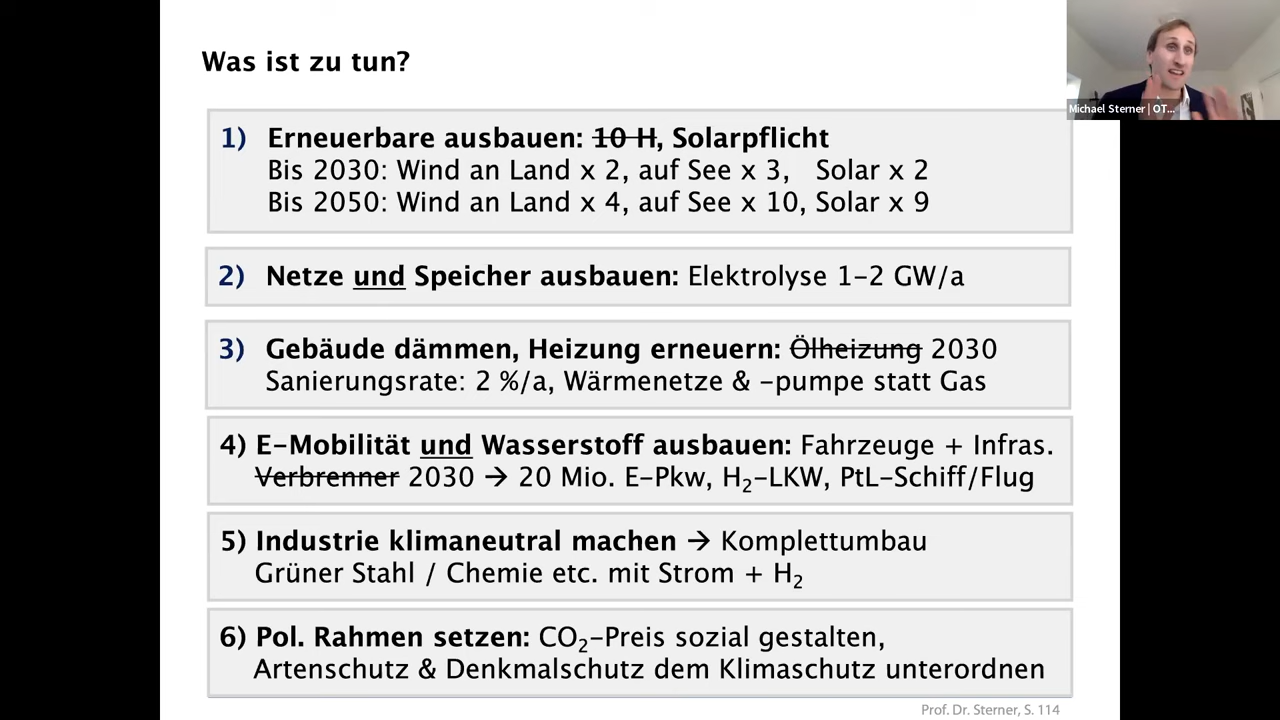 Was ist zu tun?
Michael Sterner | OT...
1) Erneuerbare ausbauen: 10 H, Solarpflicht
Bis 2030: Wind an Land x 2, auf See x 3, Solar x 2
Bis 2050: Wind an Land x 4, auf See x 10, Solar x 9
2) Netze und Speicher ausbauen: Elektrolyse 1–2 GW/a
3) Gebäude dämmen, Heizung erneuern: Ölheizung 2030
Sanierungsrate: 2 %/a, Wärmenetze & –pumpe statt Gas
4) E–Mobilität und Wasserstoff ausbauen: Fahrzeuge + Infras.
Verbrenner 2030 → 20 Mio. E–Pkw, H₂–LKW, PtL–Schiff/Flug
5) Industrie klimaneutral machen → Komplettumbau
Grüner Stahl / Chemie etc. mit Strom + H₂
6) Pol. Rahmen setzen: CO₂–Preis sozial gestalten,
Artenschutz & Denkmalschutz dem Klimaschutz unterordnen
Prof. Dr. Sterner, S. 114